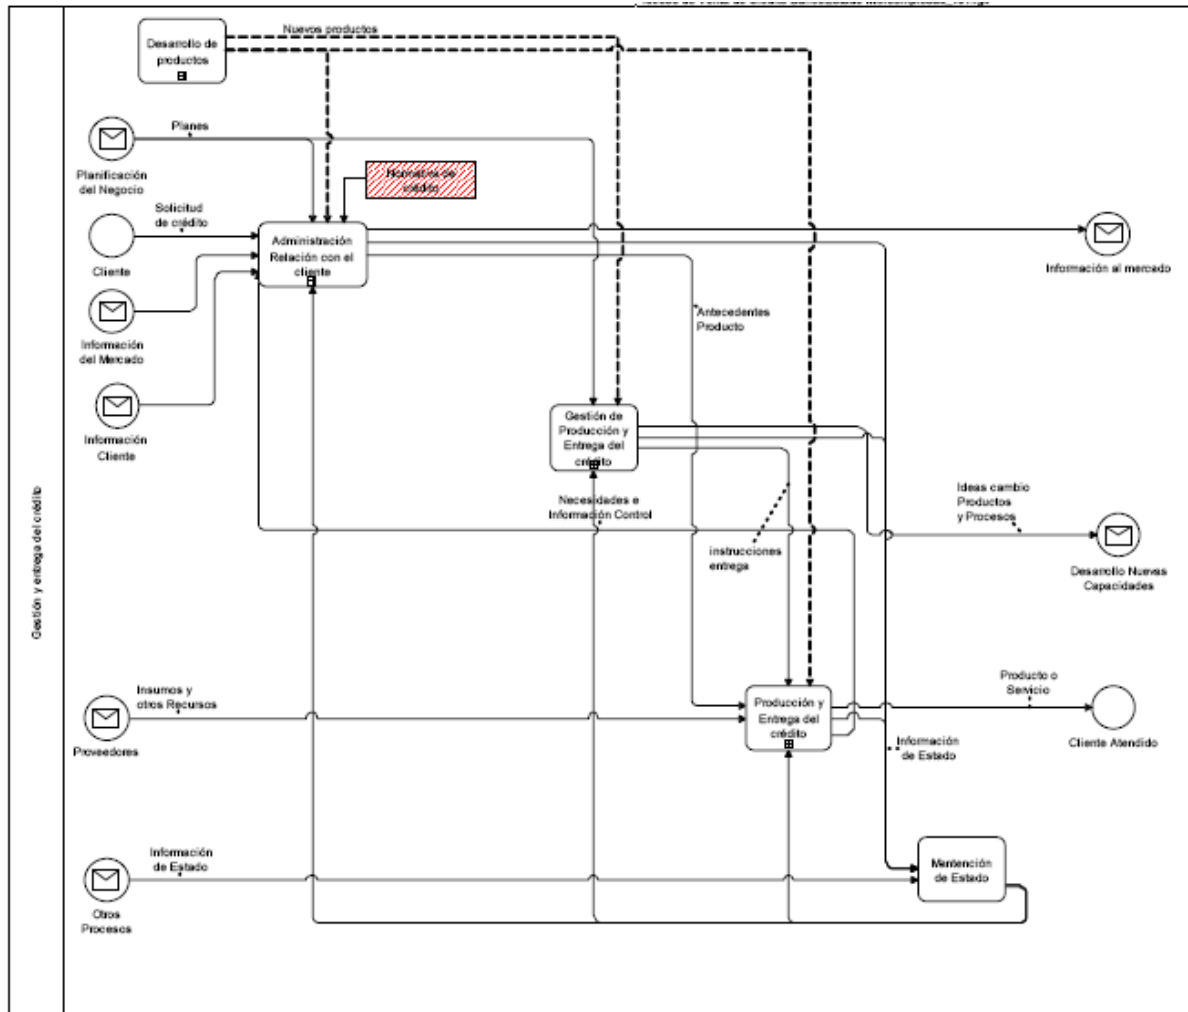 Nuevos productos
Desarrollo de
productos
Planes
Planificación
del Negocio
Normativa de
crédito
Solicitud
de crédito
Cliente
Administración
Relación con el
cliente
Información al mercado
Información
del Mercado
Antecedentes
Producto
Información
Cliente
Gestión de
Producción y
Entrega del
crédito
Necesidades e
Información Control
Ideas cambio
Productos
y Procesos
instrucciones
entrega
Desarrollo Nuevas
Capacidades
Gestión y entrega del crédito
Insumos y
otros Recursos
Proveedores
Producción y
Entrega del
crédito
Producto o
Servicio
Cliente Atendido
Información
de Estado
Información
de Estado
Otros
Procesos
Mentención
de Estado